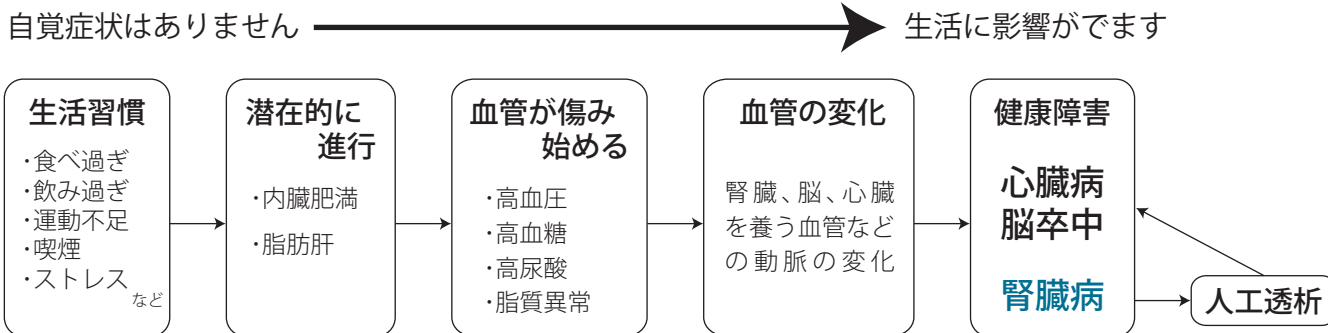 自覚症状はありません
生活に影響がでます
生活習慣
・食べ過ぎ
・飲み過ぎ
・運動不足
・喫煙
・ストレス
など
潜在的に
進行
・内臓肥満
・脂肪肝
血管が傷み
始める
・高血圧
・高血糖
・高尿酸
・脂質異常
血管の変化
腎臓、脳、心臓
を養う血管など
の動脈の変化
健康障害
心臓病
脳卒中
腎臓病
人工透析